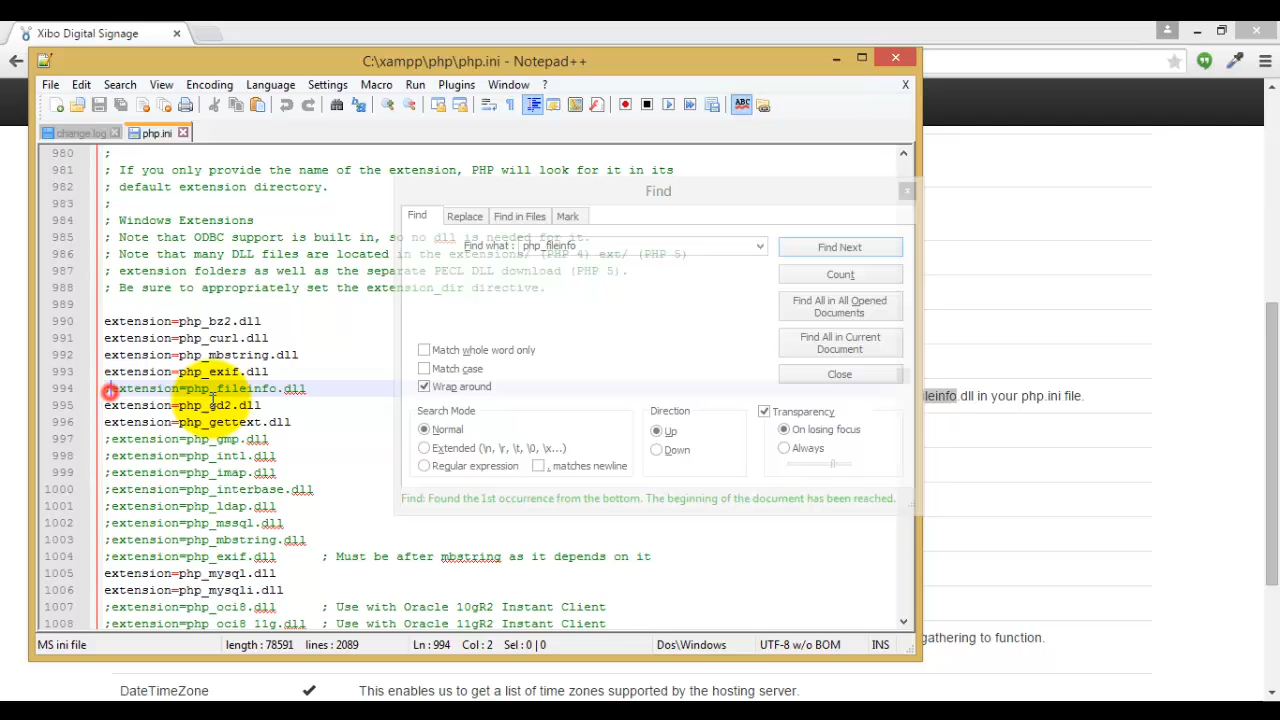 Xibo Digital Signage
C:\xampp\php\php.ini - Notepad++
File Edit Search View Encoding Language Settings Macro Run Plugins Window ? X
change log php.ini
980 ;
981 ; If you only provide the name of the extension, PHP will look for it in its
982 ; default extension directory.
983 ;
984 ; Windows Extensions
985 ; Note that ODBC support is built in, so no dll is needed for it.
986 ; Note that many DLL files are located in the extensions/ (PHP 4) ext/ (PHP 5)
987 ; extension folders as well as the separate PECL DLL download (PHP 5).
988 ; Be sure to appropriately set the extension_dir directive.
989
990 extension=php_bz2.dll
991 extension=php_curl.dll
992 extension=php_mbstring.dll
993 extension=php_exif.dll
994 ;extension=php_fileinfo.dll
995 extension=php_gd2.dll
996 extension=php_gettext.dll
997 ;extension=php_gmp.dll
998 ;extension=php_intl.dll
999 ;extension=php_imap.dll
1000 ;extension=php_interbase.dll
1001 ;extension=php_ldap.dll
1002 ;extension=php_mssql.dll
1003 ;extension=php_mbstring.dll
1004 ;extension=php_exif.dll ; Must be after mbstring as it depends on it
1005 extension=php_mysql.dll
1006 extension=php_mysqli.dll
1007 ;extension=php_oci8.dll ; Use with Oracle 10gR2 Instant Client
1008 ;extension=php_oci8_11g.dll ; Use with Oracle 11gR2 Instant Client
Find
Find Replace Find in Files Mark
Find what : php_fileinfo
Find Next
Count
Find All in All Opened
Documents
Find All in Current
Document
Close
Match whole word only
Match case
Wrap around
Search Mode
Normal
Extended (\n, \r, \t, \0, \x...)
Regular expression . matches newline
Direction
Up
Down
Transparency
On losing focus
Always
Find: Found the 1st occurrence from the bottom. The beginning of the document has been reached.
MS ini file length : 78591 lines : 2089 Ln : 994 Col : 2 Sel : 0 | 0 Dos\Windows UTF-8 w/o BOM INS
leinfo.dll in your php.ini file.
gathering to function.
DateTimeZone This enables us to get a list of time zones supported by the hosting server.